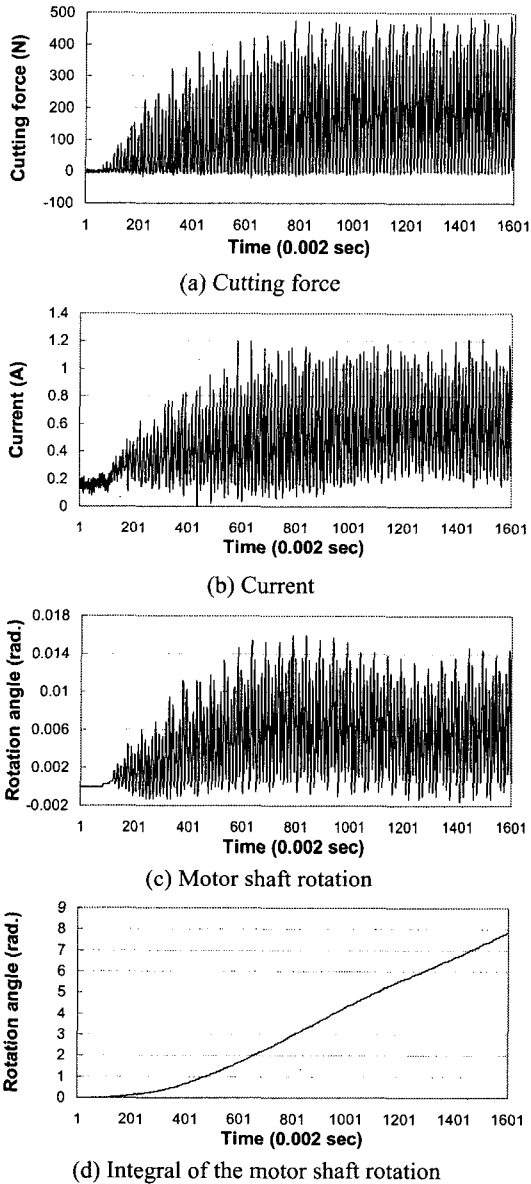 Cutting force (N)
500
400
300
200
100
0
-100
1 201 401 601 801 1001 1201 1401 1601
Time (0.002 sec)
(a) Cutting force
Current (A)
1.4
1.2
1
0.8
0.6
0.4
0.2
0
1 201 401 601 801 1001 1201 1401 1601
Time (0.002 sec)
(b) Current
Rotation angle (rad.)
0.018
0.014
0.01
0.006
0.002
-0.002
1 201 401 601 801 1001 1201 1401 1601
Time (0.002 sec)
(c) Motor shaft rotation
Rotation angle (rad.)
9
8
7
6
5
4
3
2
1
0
1 201 401 601 801 1001 1201 1401 1601
Time (0.002 sec)
(d) Integral of the motor shaft rotation